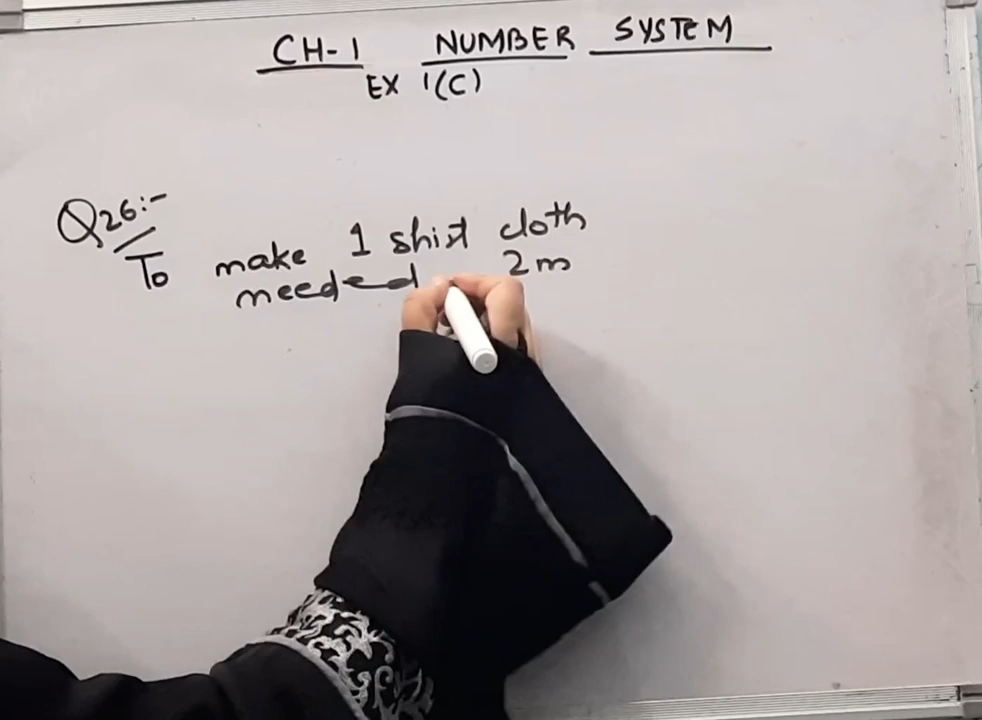 CH-1 NUMBER SYSTEM
EX 1(C)
Q26:-
To make 1 shirt cloth
needed 2m